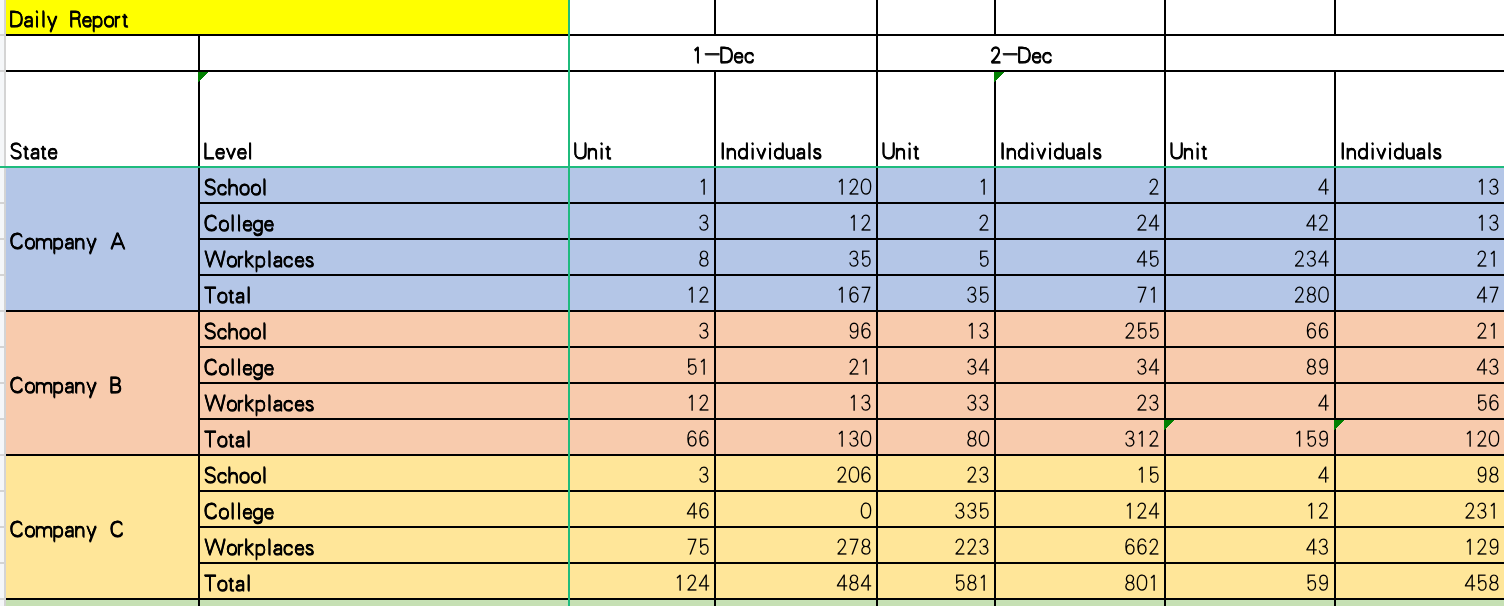 Daily Report
1-Dec 2-Dec
State Level Unit Individuals Unit Individuals Unit Individuals
School 1 120 1 2 4 13
College 3 12 2 24 42 13
Company A
Workplaces 8 35 5 45 234 21
Total 12 167 35 71 280 47
School 3 96 13 255 66 21
College 51 21 34 34 89 43
Company B
Workplaces 12 13 33 23 4 56
Total 66 130 80 312 159 120
School 3 206 23 15 4 98
College 46 0 335 124 12 231
Company C
Workplaces 75 278 223 662 43 129
Total 124 484 581 801 59 458